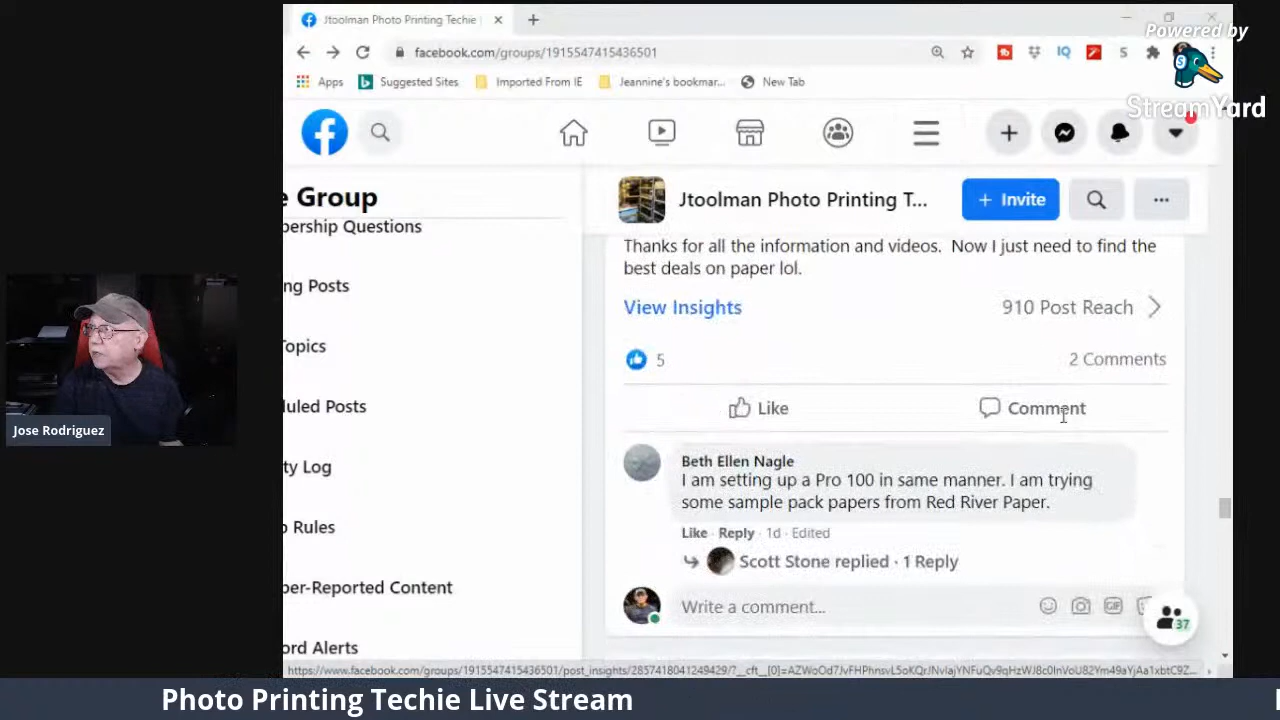 Jtoolman Photo Printing Techie
facebook.com/groups/1915547415436501
Powered by
StreamYard
Apps
Suggested Sites
Imported From IE
Jeannine's bookmar...
New Tab
e Group
bership Questions
ng Posts
Topics
uled Posts
ty Log
Rules
er-Reported Content
ord Alerts
Jtoolman Photo Printing T...
+ Invite
Thanks for all the information and videos. Now I just need to find the
best deals on paper lol.
View Insights
910 Post Reach
5
2 Comments
Like
Comment
Beth Ellen Nagle
I am setting up a Pro 100 in same manner. I am trying
some sample pack papers from Red River Paper.
Like · Reply · 1d · Edited
Scott Stone replied · 1 Reply
Write a comment...
GIF
37
Jose Rodriguez
Photo Printing Techie Live Stream